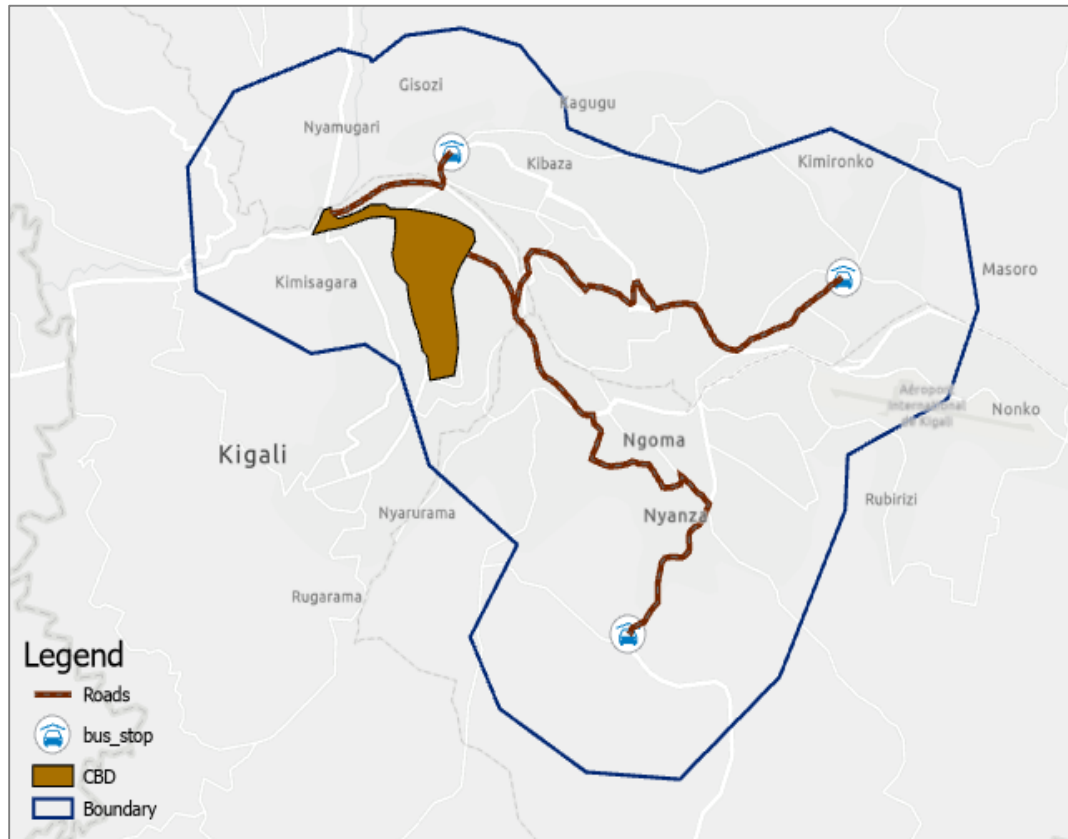 Gisozi
Kagugu
Nyamugari
Kibaza
Kimironko
Masoro
Kimisagara
Aéroport
International
de Kigali
Nonko
Ngoma
Kigali
Rubirizi
Nyarurama
Nyanza
Rugarama
Legend
Roads
bus_stop
CBD
Boundary